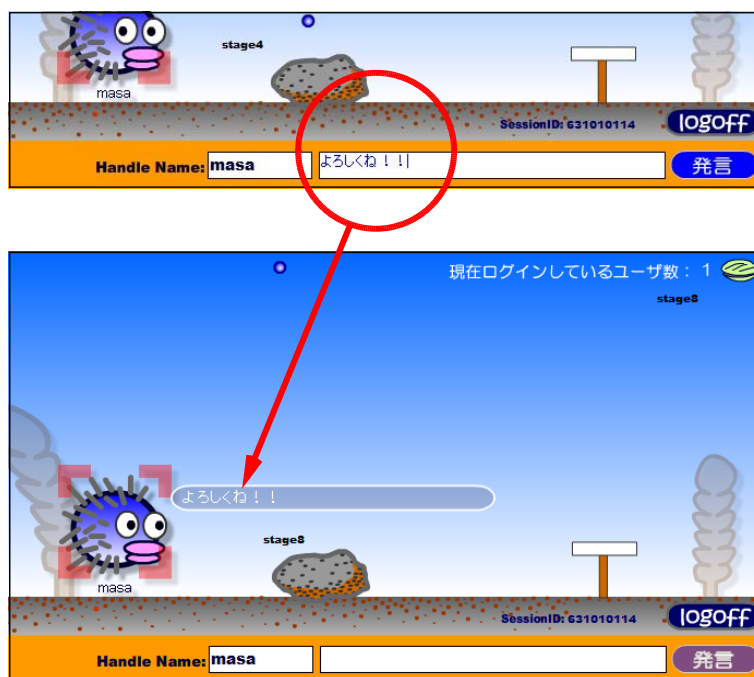 stage4
masa
SessionID: 631010114
logoff
Handle Name: masa
よろしくね！！
発言
現在ログインしているユーザ数： 1
stage8
よろしくね！！
stage8
masa
SessionID: 631010114
logoff
Handle Name: masa
発言